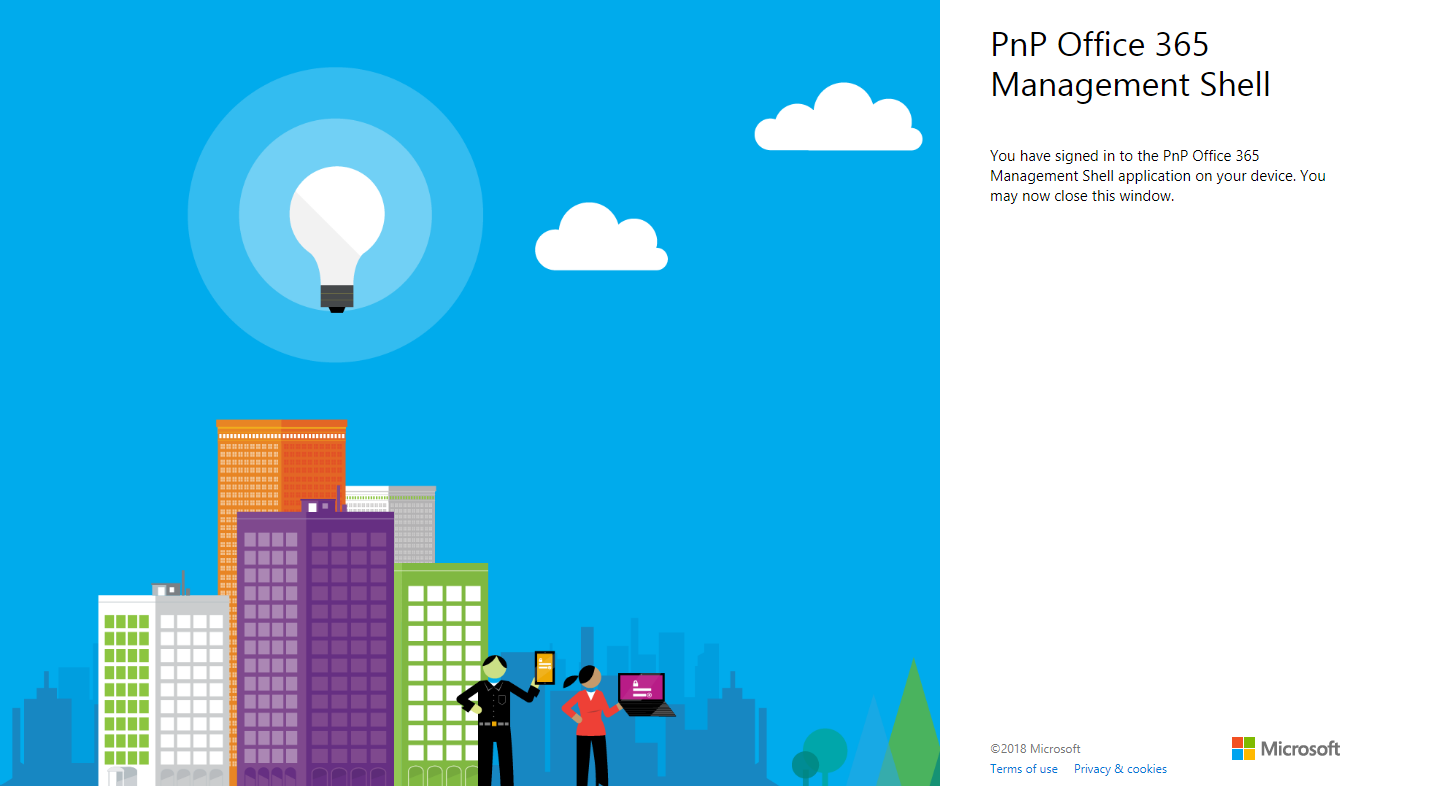 PnP Office 365
Management Shell
You have signed in to the PnP Office 365
Management Shell application on your device. You
may now close this window.
©2018 Microsoft
Terms of use Privacy & cookies
Microsoft